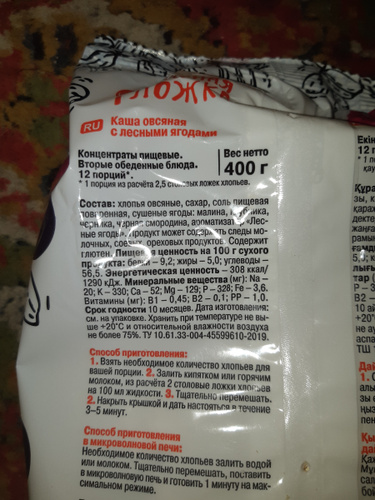 ЛОЖКА
RU
Каша овсяная
с лесными ягодами
Концентраты пищевые.
Вторые обеденные блюда.
12 порций*.
* 1 порция из расчёта 2,5 столовых ложек хлопьев.
Вес нетто
400 г
Состав: хлопья овсяные, сахар, соль пищевая
поваренная, сушеные ягоды: малина,
черника, чёрная смородина, ароматизатор «Лес-
ные ягоды». Продукт может содержать следы мо-
лочных, соевых, ореховых продуктов. Содержит
глютен. Пищевая ценность на 100 г сухого
продукта: белки – 9,2; жиры – 5,0; углеводы –
56,5. Энергетическая ценность – 308 ккал/
1290 кДж. Минеральные вещества (мг): Na –
20; K – 330; Ca – 52; Mg – 129; P – 328; Fe – 3,6.
Витамины (мг): B1 – 0,45; B2 – 0,1; PP – 1,0.
Срок годности 10 месяцев. Дата изготовления:
см. на упаковке. Хранить при температуре не вы-
ше +20°С и относительной влажности воздуха
не более 75%. ТУ 10.61.33-004-45599610-2019.
Способ приготовления:
1. Взять необходимое количество хлопьев для
вашей порции. 2. Залить кипятком или горячим
молоком, из расчёта 2 столовые ложки хлопьев
на 100 мл жидкости. 3. Тщательно перемешать.
2. Накрыть крышкой и дать настояться в течение
3–5 минут.
Способ приготовления
в микроволновой печи:
Необходимое количество хлопьев залить водой
или молоком. Тщательно перемешать, поставить
в микроволновую печь и готовить 1 минуту на мак-
симальном режиме.